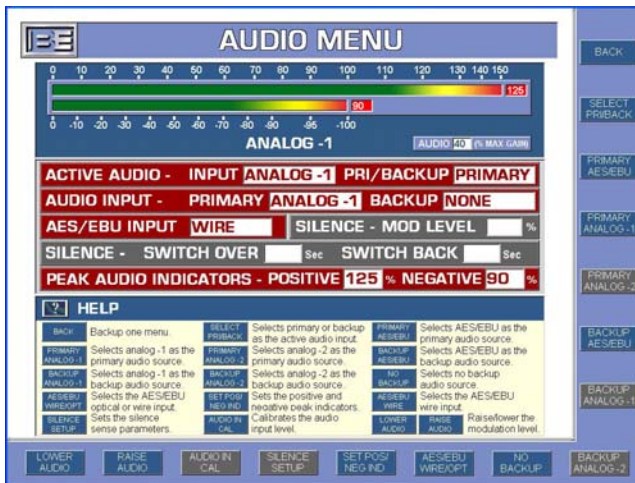 BE
AUDIO MENU
0 10 20 30 40 50 60 70 80 90 100 110 120 130 140 150
125
90
0 -10 -20 -30 -40 -50 -60 -70 -80 -90 -95 -100
ANALOG -1
AUDIO 40 (% MAX GAIN)
ACTIVE AUDIO - INPUT ANALOG -1 PRI/BACKUP PRIMARY
AUDIO INPUT - PRIMARY ANALOG -1 BACKUP NONE
AES/EBU INPUT WIRE SILENCE - MOD LEVEL %
SILENCE - SWITCH OVER Sec SWITCH BACK Sec
PEAK AUDIO INDICATORS - POSITIVE 125 % NEGATIVE 90 %
? HELP
BACK Backup one menu.
SELECT PRI/BACK Selects primary or backup as the active audio input.
PRIMARY AES/EBU Selects AES/EBU as the primary audio source.
PRIMARY ANALOG -1 Selects analog -1 as the primary audio source.
PRIMARY ANALOG -2 Selects analog -2 as the primary audio source.
BACKUP AES/EBU Selects AES/EBU as the backup audio source.
BACKUP ANALOG -1 Selects analog -1 as the backup audio source.
BACKUP ANALOG -2 Selects analog -2 as the backup audio source.
NO BACKUP Selects no backup audio source.
AES/EBU WIRE/OPT Selects the AES/EBU optical or wire input.
SET POS/ NEG IND Sets the positive and negative peak indicators.
AES/EBU WIRE Selects the AES/EBU wire input.
SILENCE SETUP Sets the silence sense parameters.
AUDIO IN CAL Calibrates the audio input level.
LOWER AUDIO RAISE AUDIO Raise/lower the modulation level.
BACK
SELECT
PRI/BACK
PRIMARY
AES/EBU
PRIMARY
ANALOG -1
PRIMARY
ANALOG -2
BACKUP
AES/EBU
BACKUP
ANALOG -1
LOWER AUDIO
RAISE AUDIO
AUDIO IN CAL
SILENCE SETUP
SET POS/ NEG IND
AES/EBU WIRE/OPT
NO BACKUP
BACKUP ANALOG -2